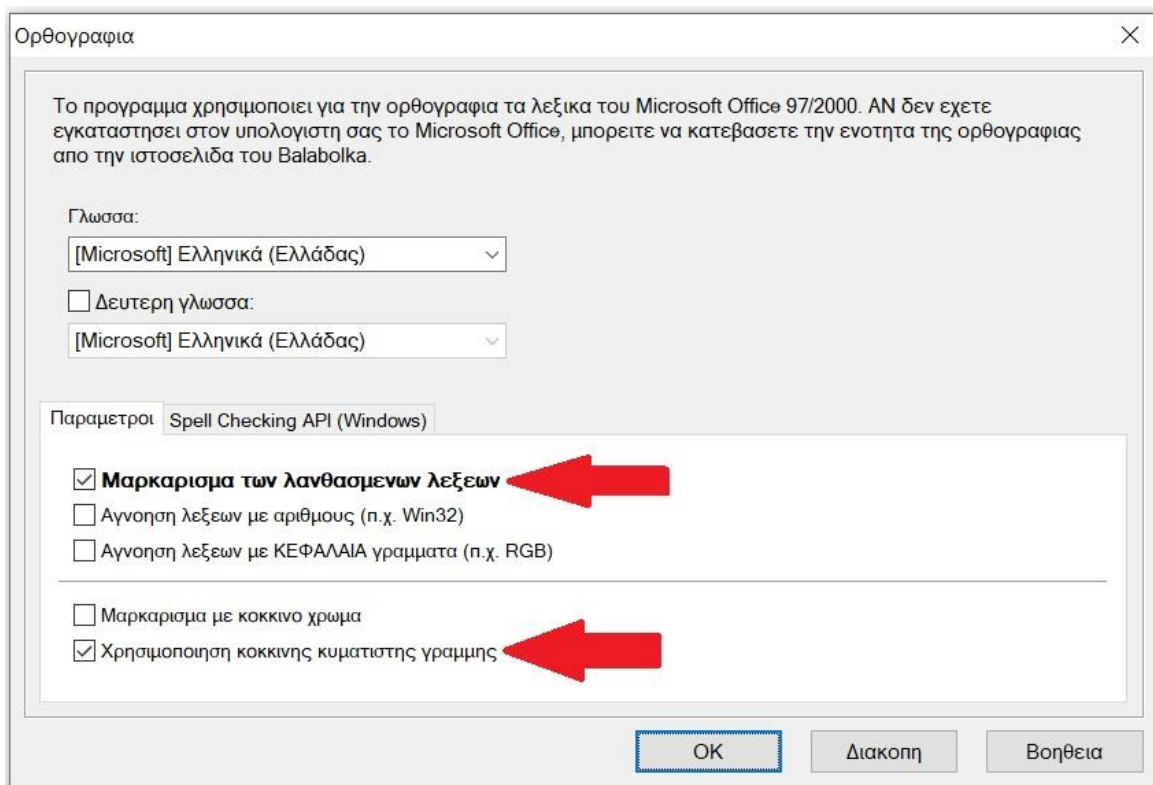 Ορθογραφια
Το προγραμμα χρησιμοποιει για την ορθογραφια τα λεξικα του Microsoft Office 97/2000. ΑΝ δεν εχετε
εγκαταστησει στον υπολογιστη σας το Microsoft Office, μπορειτε να κατεβασετε την ενοτητα της ορθογραφιας
απο την ιστοσελιδα του Balabolka.
Γλωσσα:
[Microsoft] Ελληνικά (Ελλάδας)
Δευτερη γλωσσα:
[Microsoft] Ελληνικά (Ελλάδας)
Παραμετροι Spell Checking API (Windows)
Μαρκαρισμα των λανθασμενων λεξεων
Αγνοηση λεξεων με αριθμους (π.χ. Win32)
Αγνοηση λεξεων με ΚΕΦΑΛΑΙΑ γραμματα (π.χ. RGB)
Μαρκαρισμα με κοκκινο χρωμα
Χρησιμοποιηση κοκκινης κυματιστης γραμμης
OK Διακοπη Βοηθεια